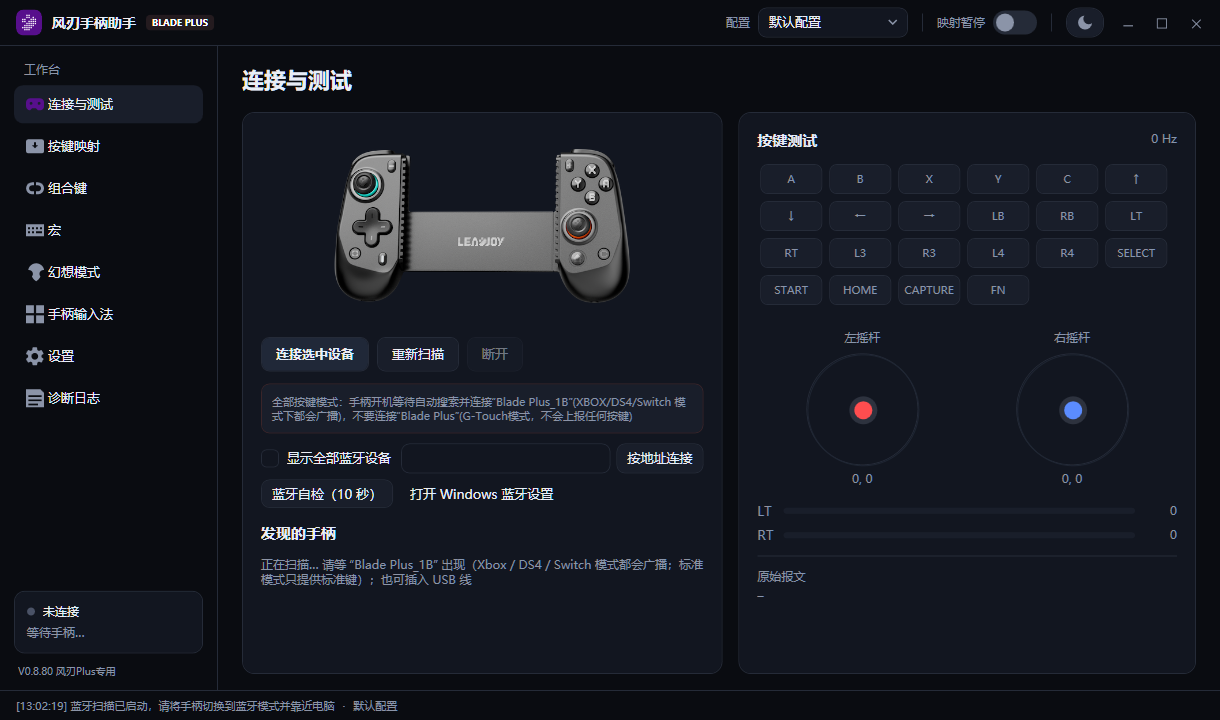 风刃手柄助手 BLADE PLUS 配置 默认配置 映射暂停
工作台
连接与测试
按键映射
组合键
宏
幻想模式
手柄输入法
设置
诊断日志
未连接
等待手柄...
V0.8.80 风刃Plus专用
连接与测试
X
Y A
B
LEADJOY
连接选中设备 重新扫描 断开
全部按键模式：手柄开机等待自动搜索并连接"Blade Plus_1B"(XBOX/DS4/Switch 模
式下都会广播)，不要连接"Blade Plus"(G-Touch模式，不会上报任何按键)
显示全部蓝牙设备 按地址连接
蓝牙自检（10 秒） 打开 Windows 蓝牙设置
发现的手柄
正在扫描... 请等 "Blade Plus_1B" 出现（Xbox / DS4 / Switch 模式都会广播；标准
模式只提供标准键）；也可插入 USB 线
按键测试 0 Hz
A B X Y C ↑
↓ ← → LB RB LT
RT L3 R3 L4 R4 SELECT
START HOME CAPTURE FN
左摇杆 右摇杆
0, 0 0, 0
LT 0
RT 0
原始报文
–
[13:02:19] 蓝牙扫描已启动，请将手柄切换到蓝牙模式并靠近电脑 · 默认配置